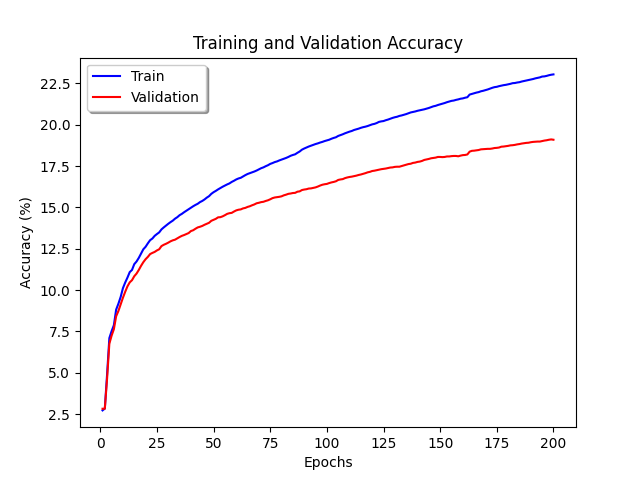 Training and Validation Accuracy
Train
Validation
Accuracy (%)
22.5
20.0
17.5
15.0
12.5
10.0
7.5
5.0
2.5
0 25 50 75 100 125 150 175 200
Epochs